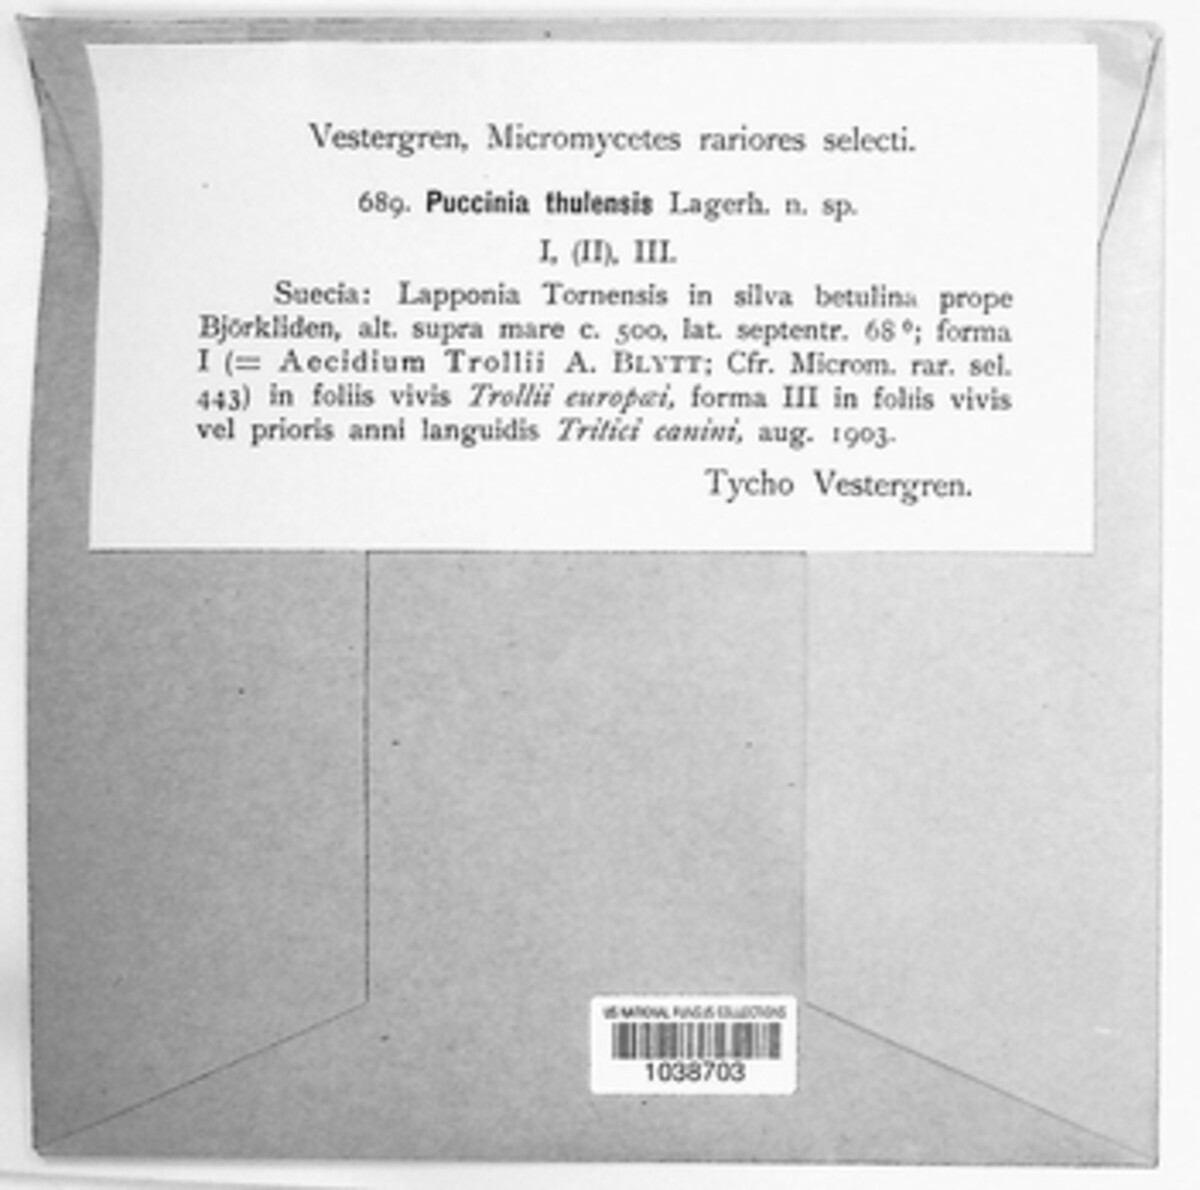 Vestergren, Micromycetes rariores selecti.
689. Puccinia thulensis Lagerh. n. sp.
I, (II), III.
Suecia: Lapponia Tornensis in silva betulina prope
Björkliden, alt. supra mare c. 500, lat. septentr. 68°; forma
I (= Aecidium Trollii A. BLYTT; Cfr. Microm. rar. sel.
443) in foliis vivis Trollii europæi, forma III in foliis vivis
vel prioris anni languidis Tritici canini, aug. 1903.
Tycho Vestergren.
US NATIONAL FUNGUS COLLECTIONS
1038703